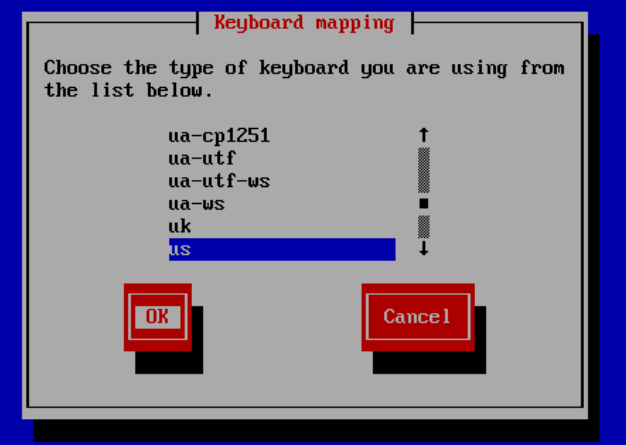 Keyboard mapping
Choose the type of keyboard you are using from
the list below.
ua-cp1251
ua-utf
ua-utf-ws
ua-ws
uk
us
OK
Cancel